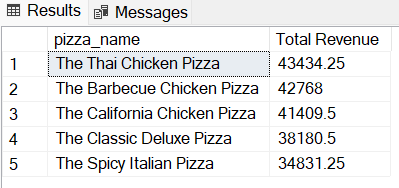 Results Messages
pizza_name Total Revenue
1 The Thai Chicken Pizza 43434.25
2 The Barbecue Chicken Pizza 42768
3 The California Chicken Pizza 41409.5
4 The Classic Deluxe Pizza 38180.5
5 The Spicy Italian Pizza 34831.25